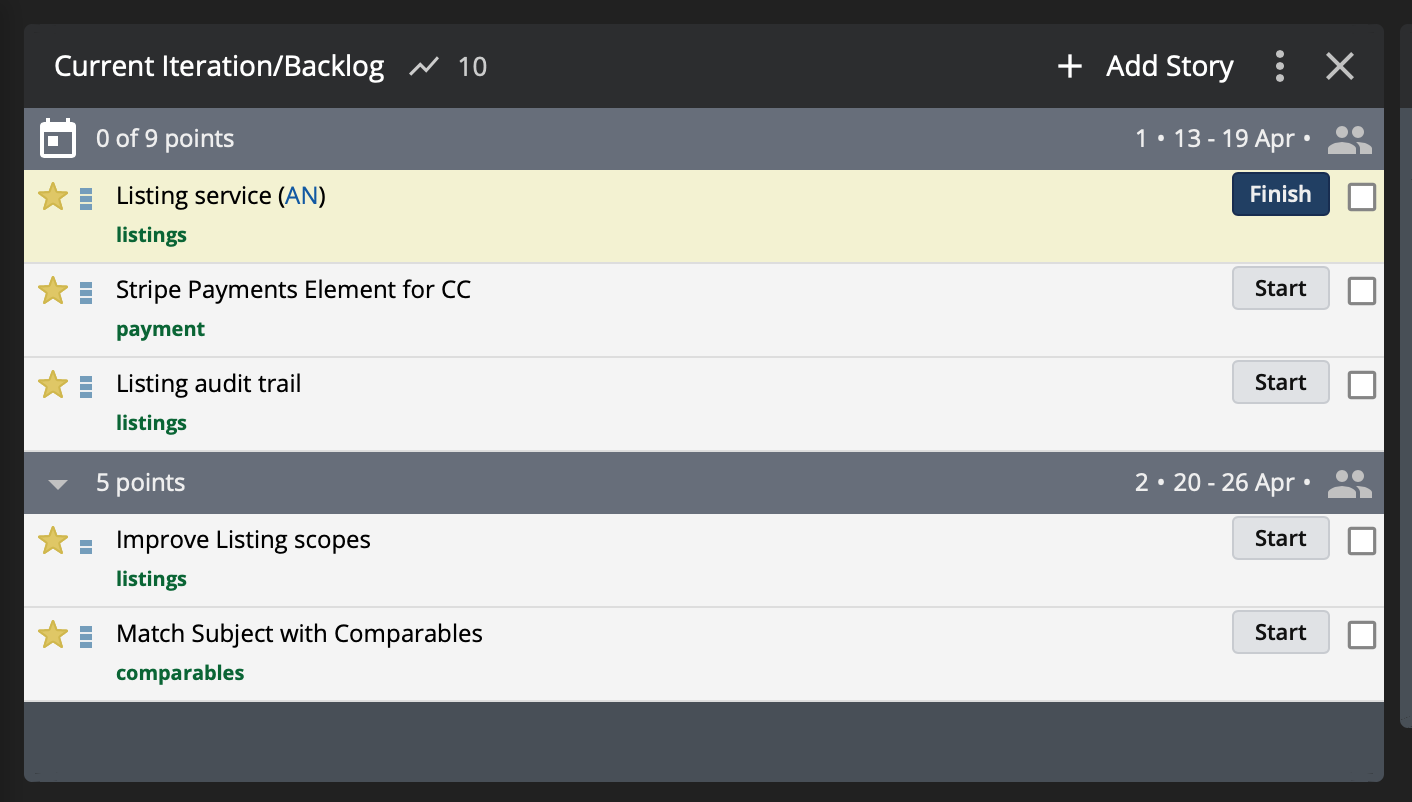 Current Iteration/Backlog 10 + Add Story
0 of 9 points 1 • 13 - 19 Apr •
Listing service (AN) Finish
listings
Stripe Payments Element for CC Start
payment
Listing audit trail Start
listings
5 points 2 • 20 - 26 Apr •
Improve Listing scopes Start
listings
Match Subject with Comparables Start
comparables